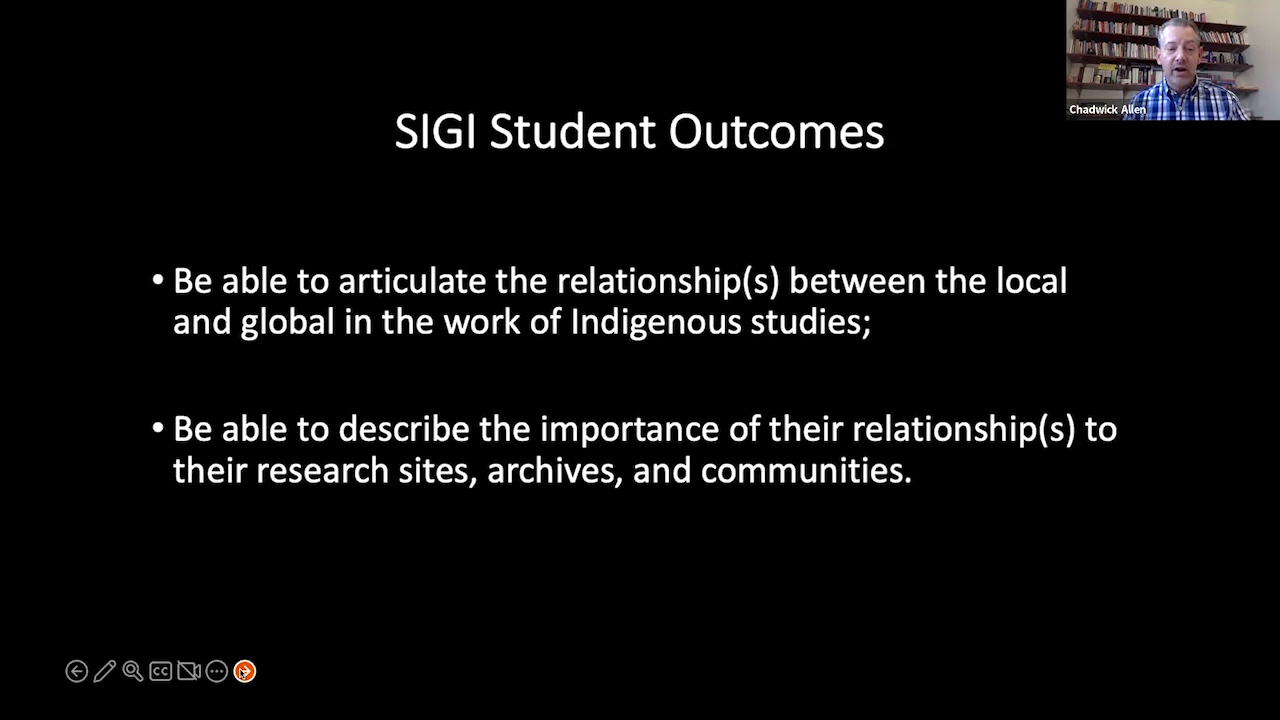 Chadwick Allen
SIGI Student Outcomes
• Be able to articulate the relationship(s) between the local
and global in the work of Indigenous studies;
• Be able to describe the importance of their relationship(s) to
their research sites, archives, and communities.
CC